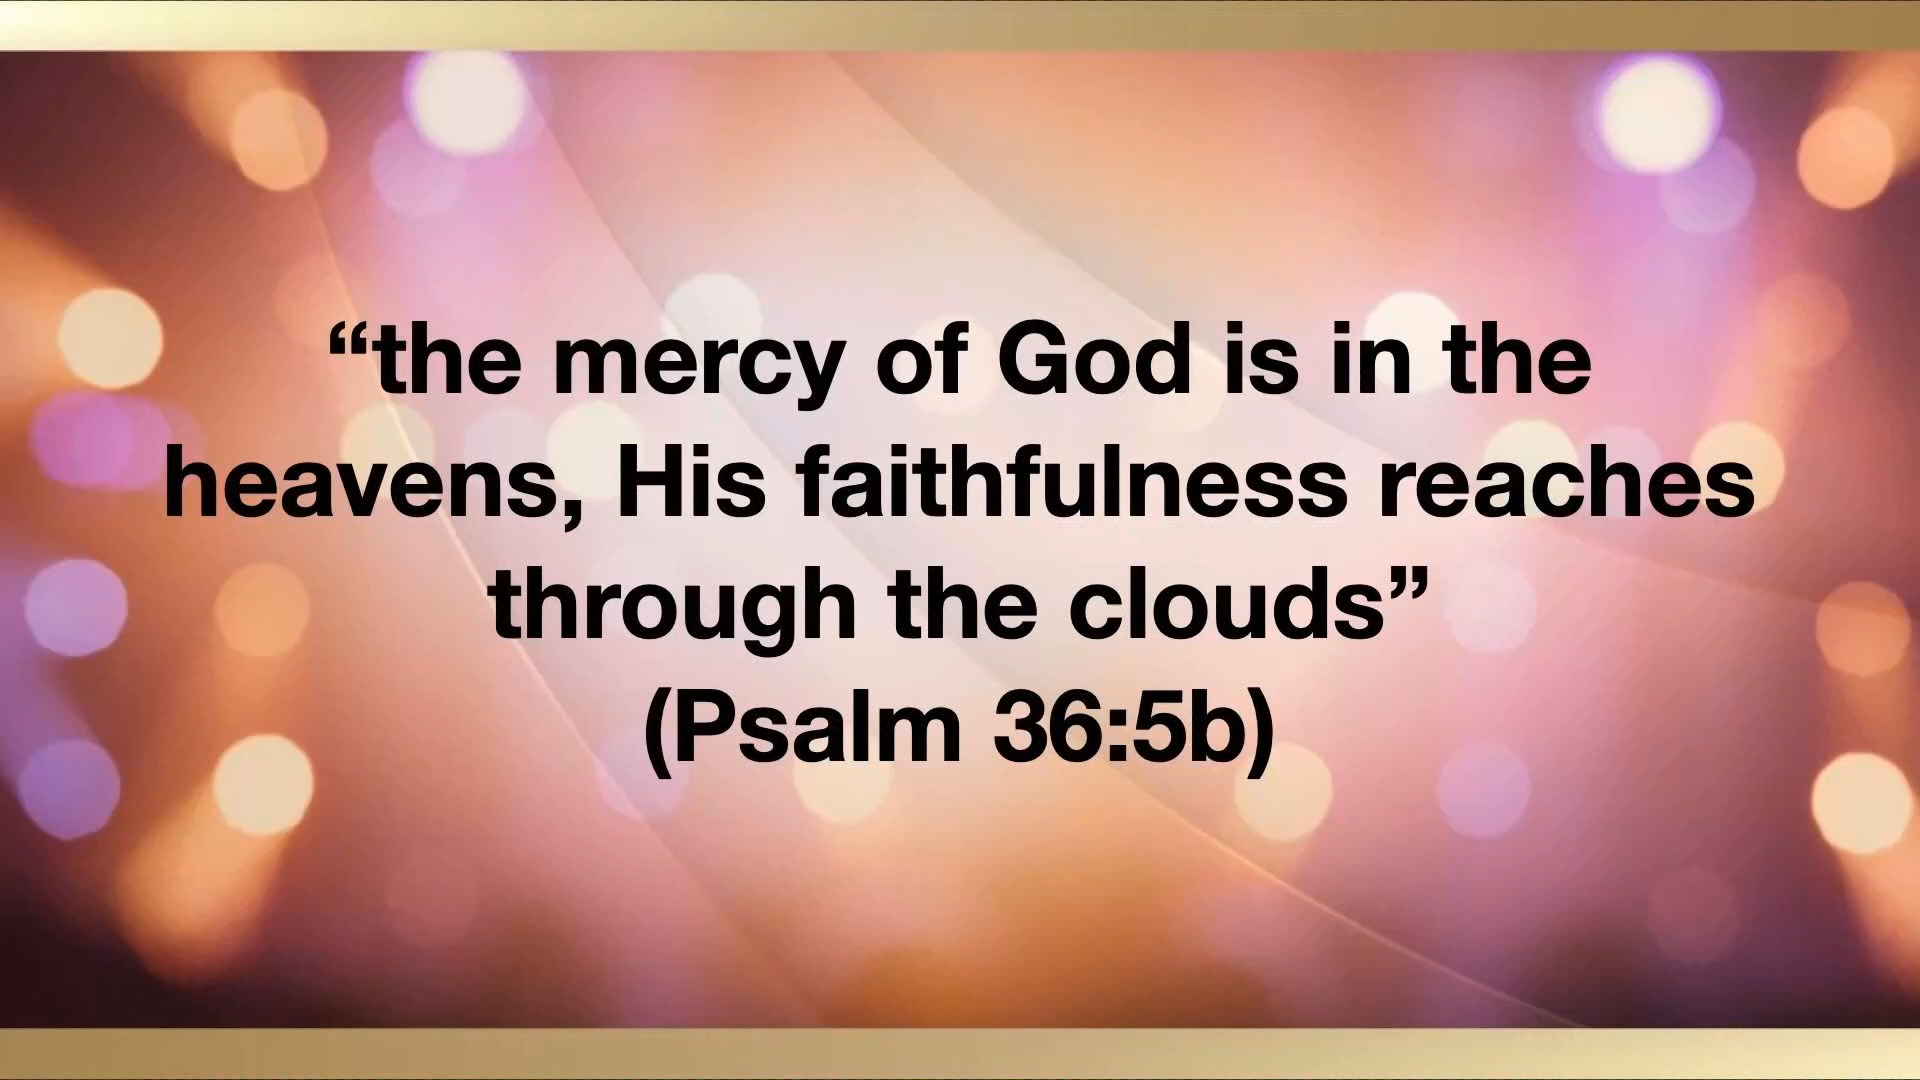 “the mercy of God is in the
heavens, His faithfulness reaches
through the clouds”
(Psalm 36:5b)